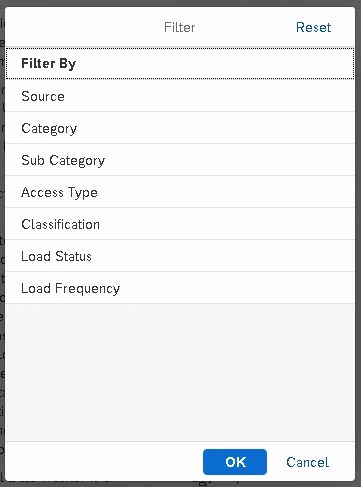 Filter
Reset
Filter By
Source
Category
Sub Category
Access Type
Classification
Load Status
Load Frequency
OK
Cancel